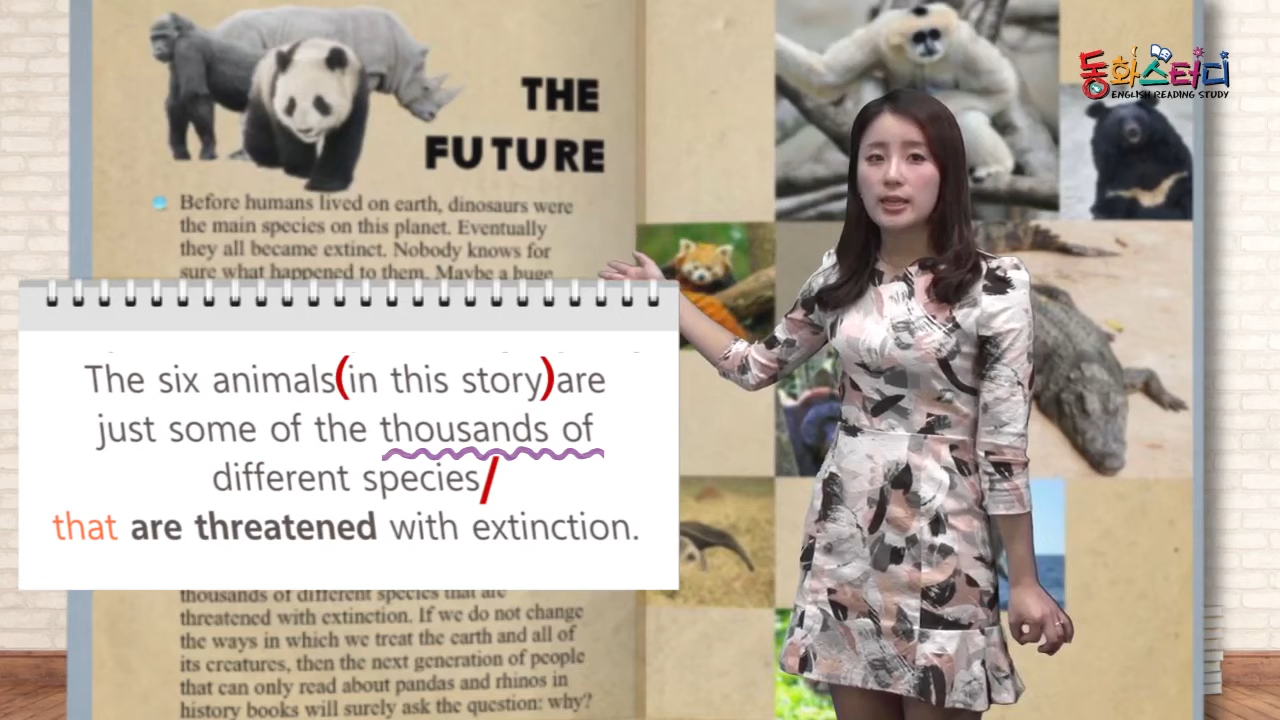 동화스터디
ENGLISH READING STUDY
THE
FUTURE
Before humans lived on earth, dinosaurs were
the main species on this planet. Eventually
they all became extinct. Nobody knows for
sure what happened to them. Maybe a huge
The six animals(in this story)are
just some of the thousands of
different species/
that are threatened with extinction.
thousands of different species that are
threatened with extinction. If we do not change
the ways in which we treat the earth and all of
its creatures, then the next generation of people
that can only read about pandas and rhinos in
history books will surely ask the question: why?